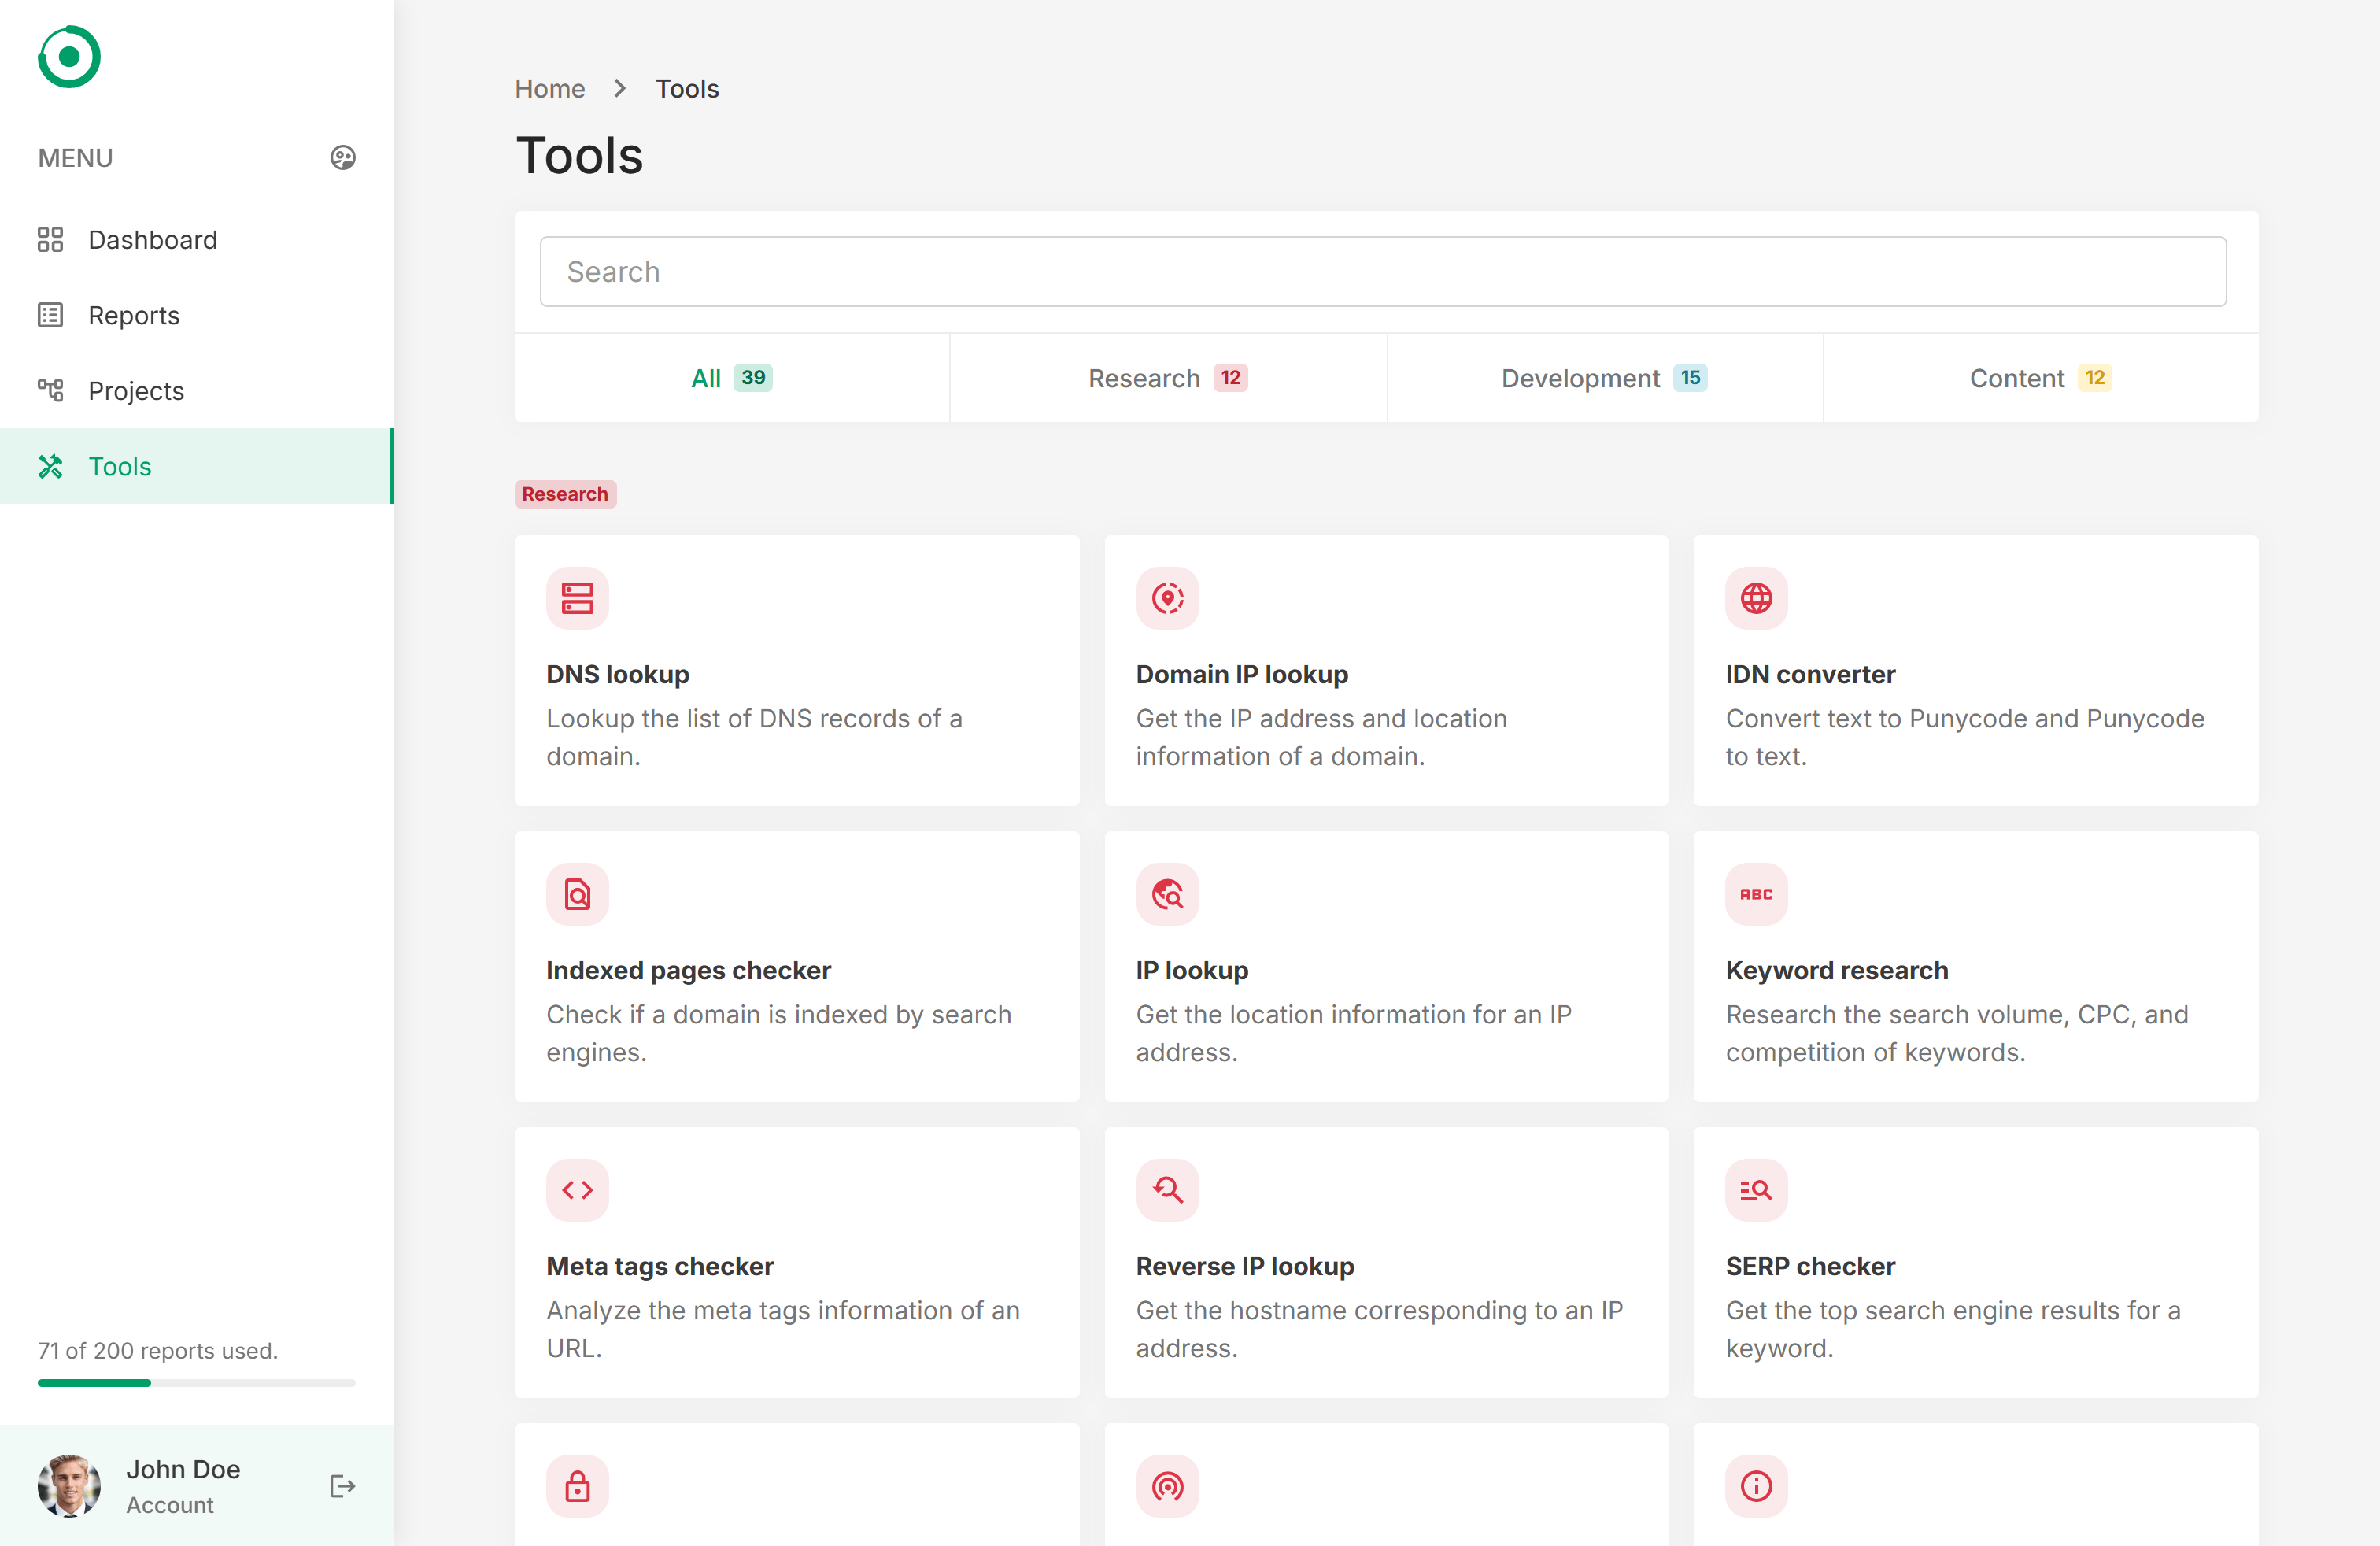 MENU
Dashboard
Reports
Projects
Tools
71 of 200 reports used.
John Doe
Account
Home
Tools
Tools
Search
All 39
Research 12
Development 15
Content 12
Research
DNS lookup
Lookup the list of DNS records of a
domain.
Domain IP lookup
Get the IP address and location
information of a domain.
IDN converter
Convert text to Punycode and Punycode
to text.
Indexed pages checker
Check if a domain is indexed by search
engines.
IP lookup
Get the location information for an IP
address.
ABC
Keyword research
Research the search volume, CPC, and
competition of keywords.
Meta tags checker
Analyze the meta tags information of an
URL.
Reverse IP lookup
Get the hostname corresponding to an IP
address.
SERP checker
Get the top search engine results for a
keyword.